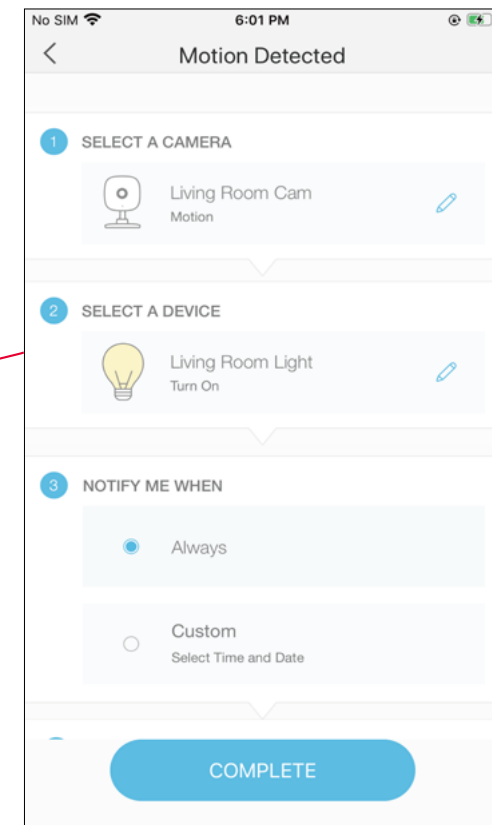 No SIM 6:01 PM
Motion Detected
1 SELECT A CAMERA
Living Room Cam
Motion
2 SELECT A DEVICE
Living Room Light
Turn On
3 NOTIFY ME WHEN
Always
Custom
Select Time and Date
COMPLETE